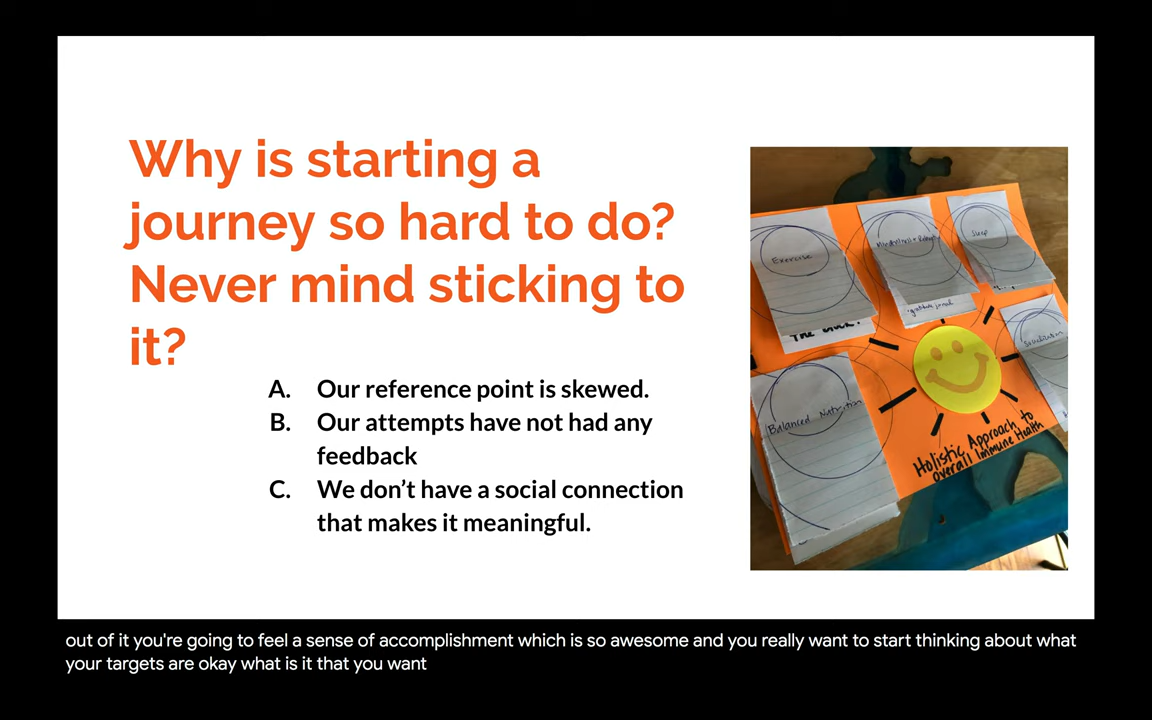 Why is starting a
journey so hard to do?
Never mind sticking to
it?
A. Our reference point is skewed.
B. Our attempts have not had any
feedback
C. We don't have a social connection
that makes it meaningful.
Exercise
Mindfulness +
Sleep
gratitude journal
Balanced Nutrition
Holistic Approach to
Overall Immune Health
out of it you're going to feel a sense of accomplishment which is so awesome and you really want to start thinking about what
your targets are okay what is it that you want